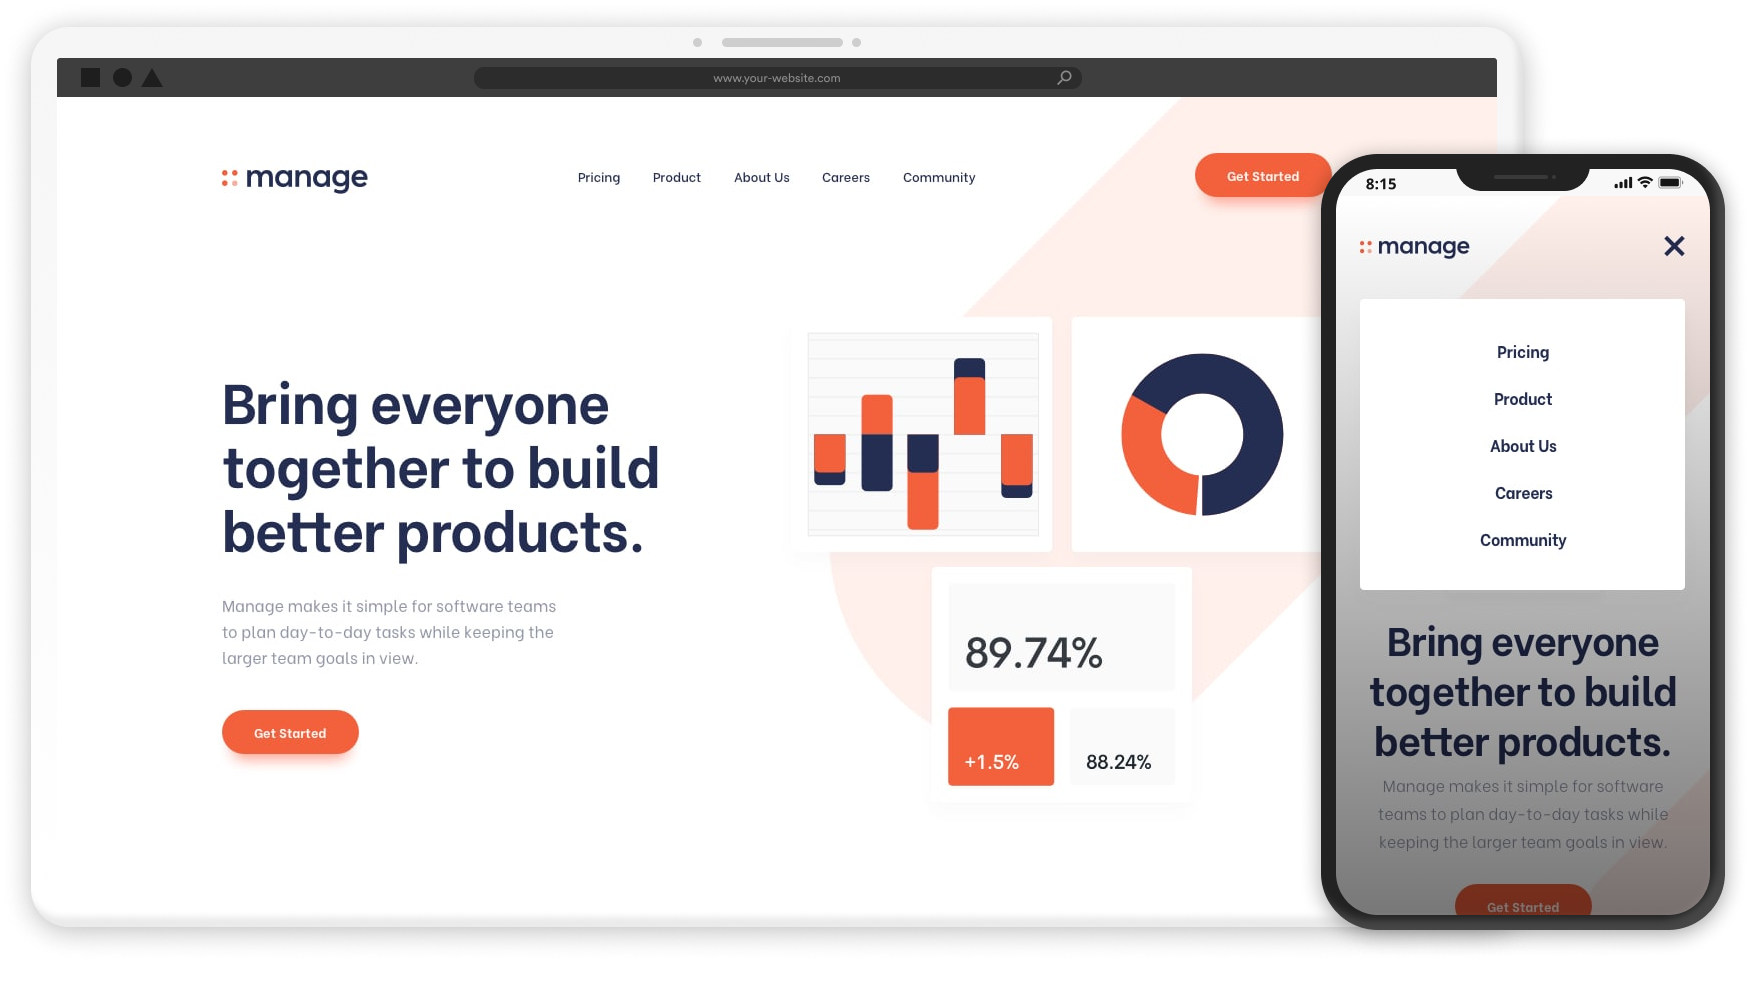 www.your-website.com
manage
Pricing Product About Us Careers Community
Get Started
Bring everyone
together to build
better products.
Manage makes it simple for software teams
to plan day-to-day tasks while keeping the
larger team goals in view.
Get Started
89.74%
+1.5% 88.24%
8:15
manage
Pricing
Product
About Us
Careers
Community
Bring everyone
together to build
better products.
Manage makes it simple for software
teams to plan day-to-day tasks while
keeping the larger team goals in view.
Get Started